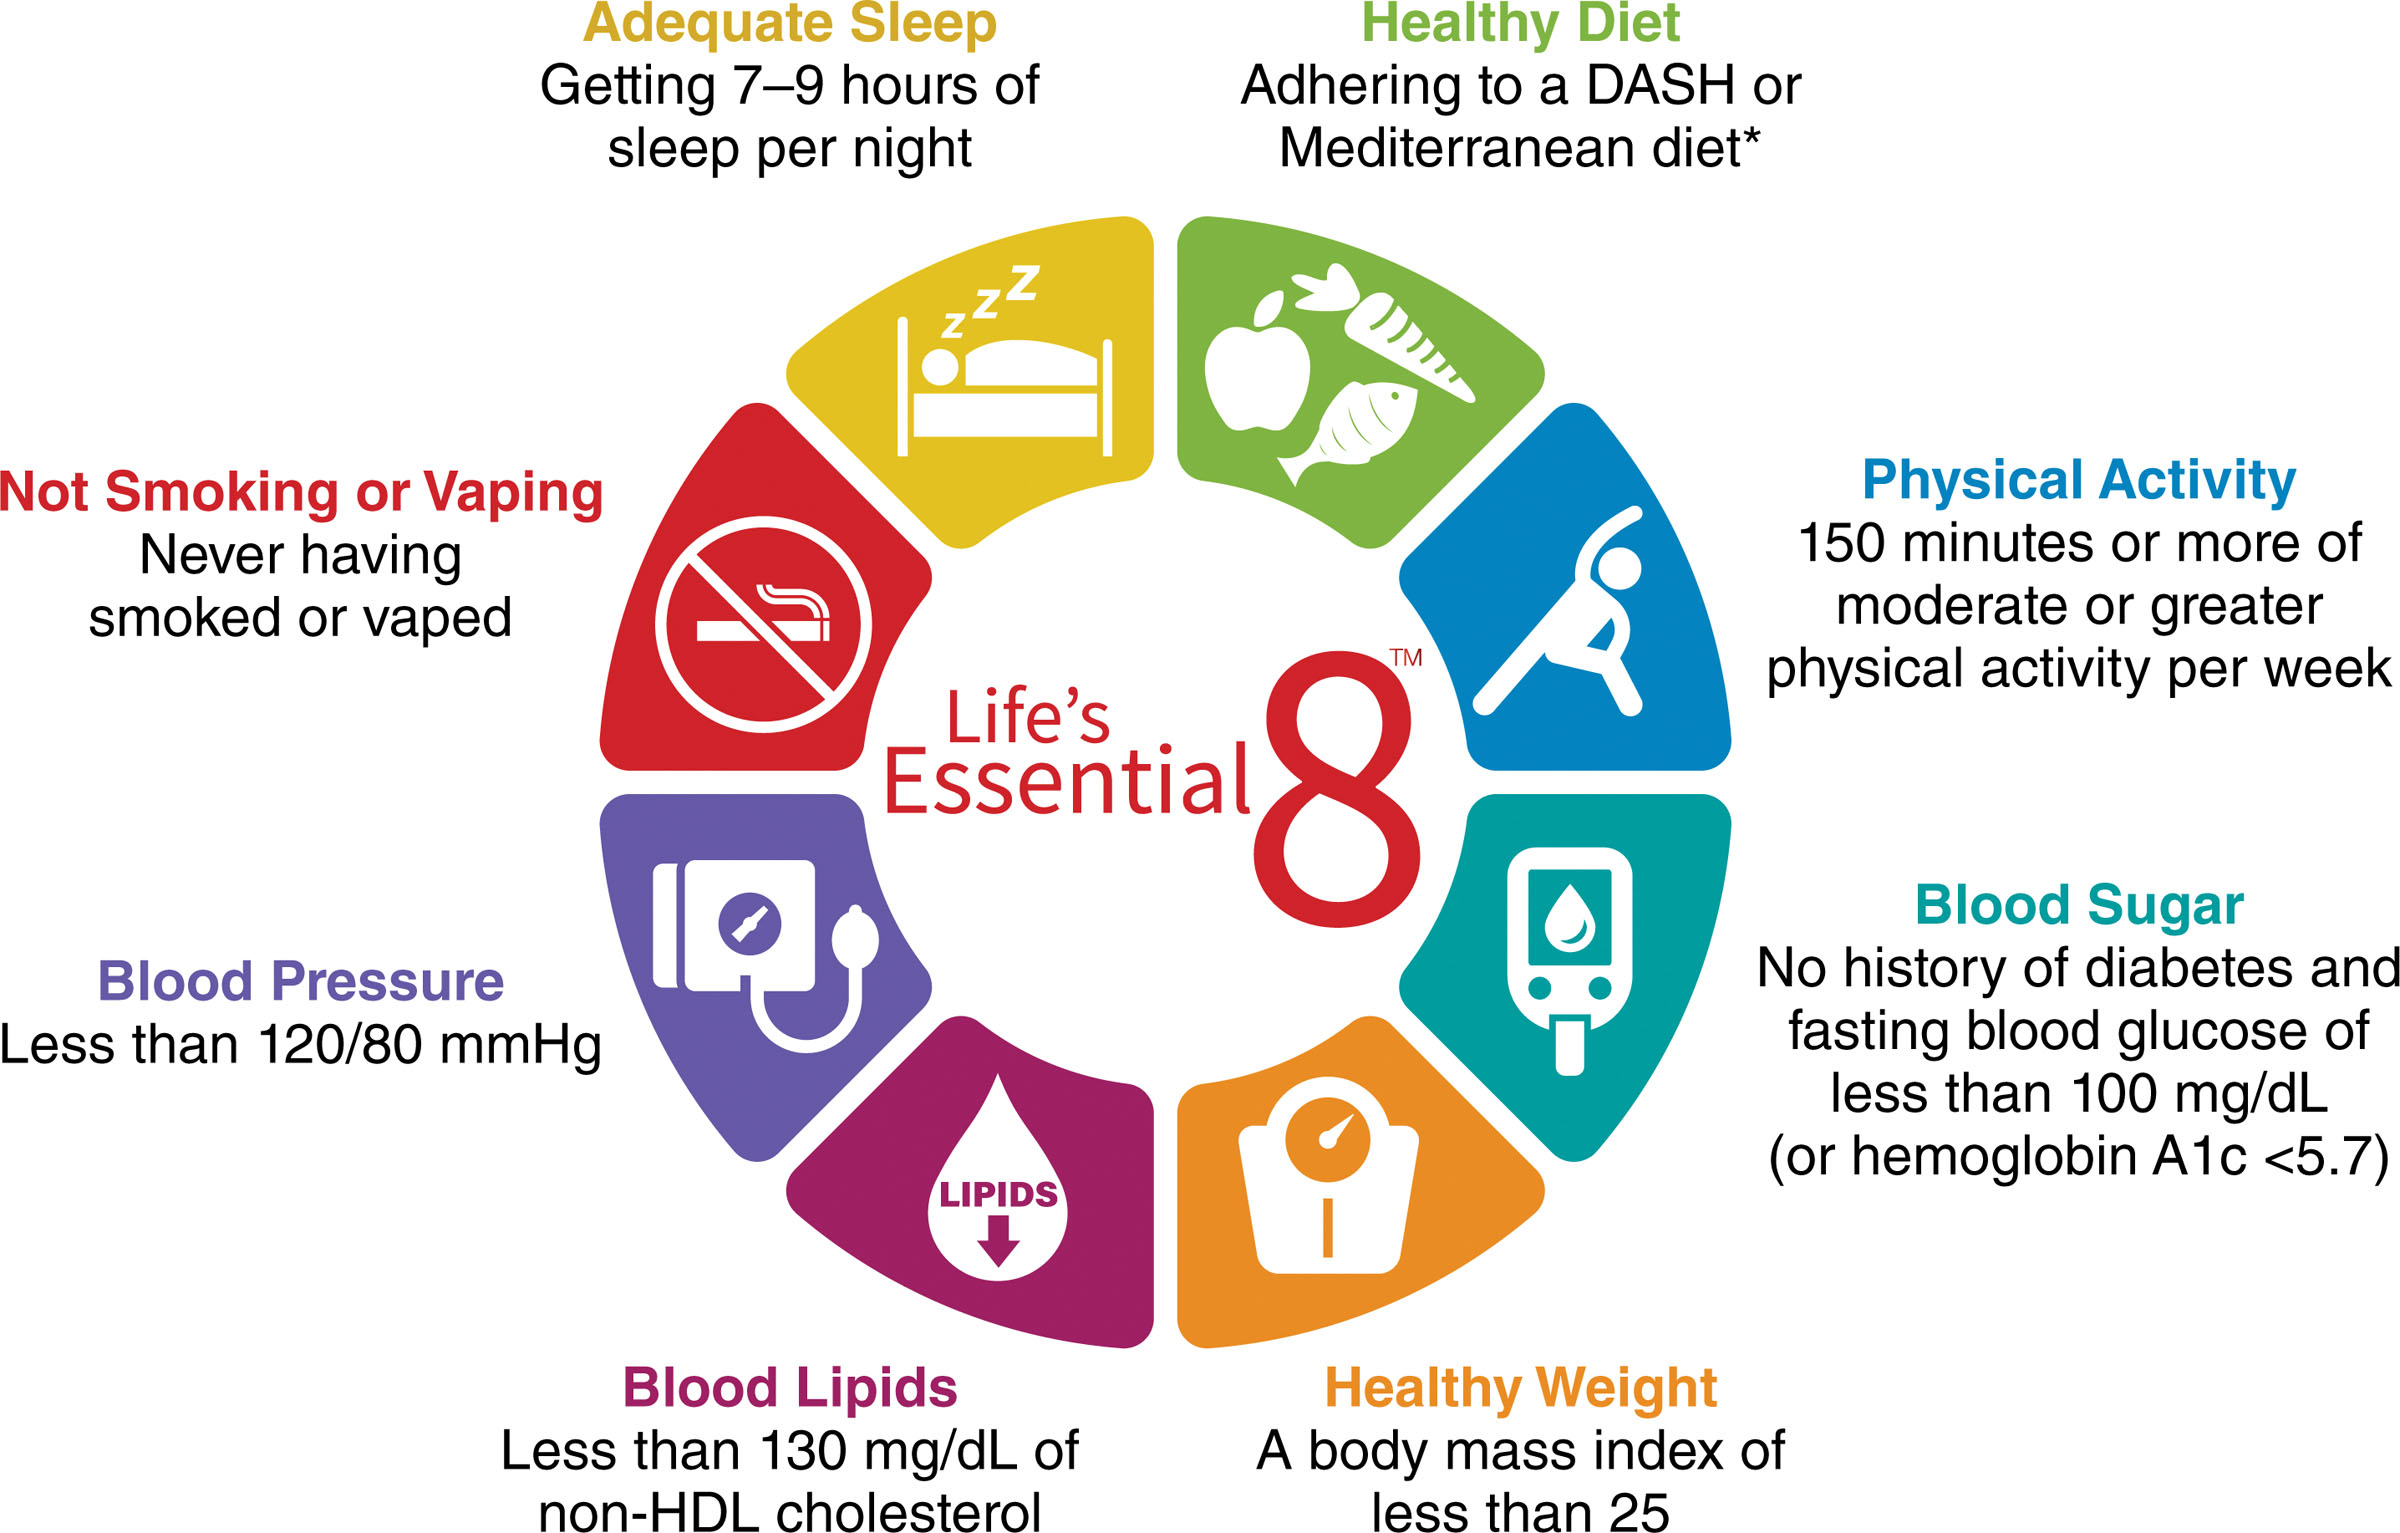 Adequate Sleep
Getting 7–9 hours of
sleep per night
Healthy Diet
Adhering to a DASH or
Mediterranean diet*
z z Z
Not Smoking or Vaping
Never having
smoked or vaped
Physical Activity
150 minutes or more of
moderate or greater
physical activity per week
Life’s
Essential 8™
Blood Pressure
Less than 120/80 mmHg
Blood Sugar
No history of diabetes and
fasting blood glucose of
less than 100 mg/dL
(or hemoglobin A1c <5.7)
LIPIDS
Blood Lipids
Less than 130 mg/dL of
non-HDL cholesterol
Healthy Weight
A body mass index of
less than 25